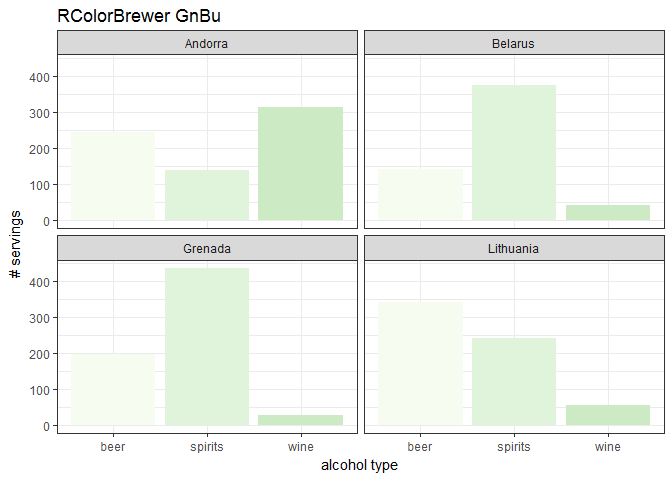 RColorBrewer GnBu
Andorra
Belarus
400
300
200
100
0
Grenada
Lithuania
400
300
200
100
0
# servings
beer
spirits
wine
beer
spirits
wine
alcohol type